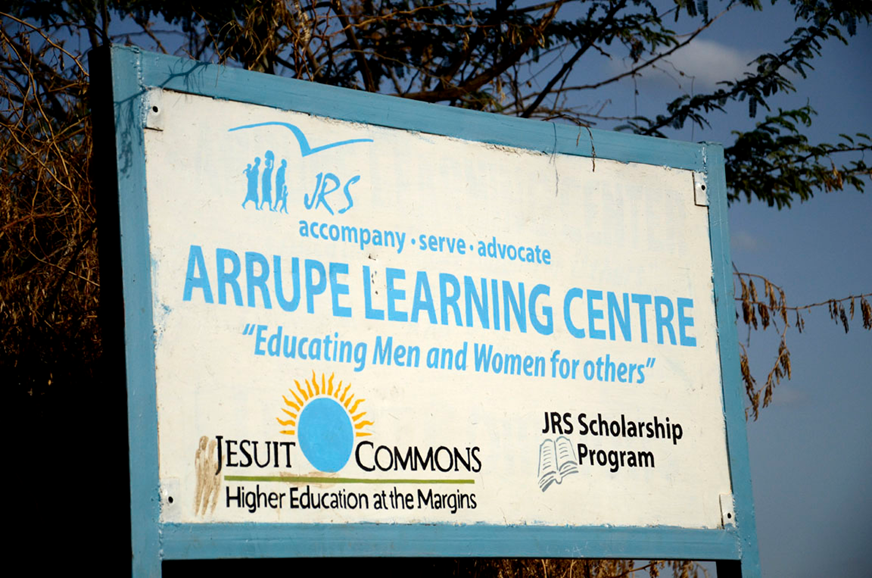 JRS
accompany · serve · advocate
ARRUPE LEARNING CENTRE
“Educating Men and Women for others”
JESUIT COMMONS
Higher Education at the Margins
JRS Scholarship
Program